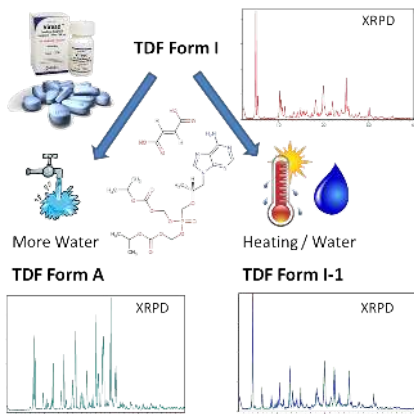 TDF Form I
XRPD
More Water
Heating / Water
TDF Form A
TDF Form I-1
XRPD
XRPD